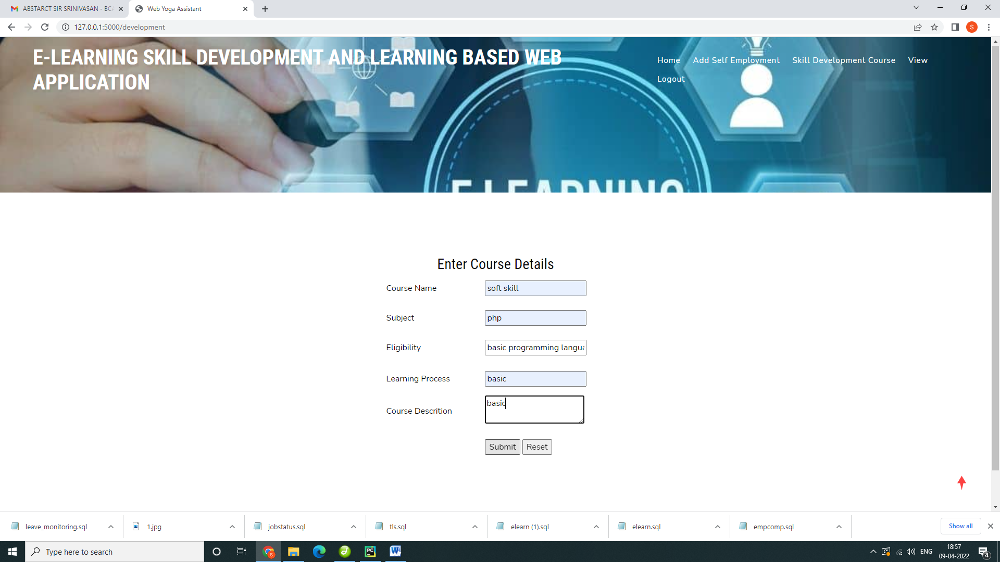 ABSTARCT SIR SRINIVASAN - BCA
Web Yoga Assistant
127.0.0.1:5000/development
S
E-LEARNING SKILL DEVELOPMENT AND LEARNING BASED WEB
APPLICATION
Home Add Self Employment Skill Development Course View
Logout
E LEARNING
Enter Course Details
Course Name soft skill
Subject php
Eligibility basic programming langua
Learning Process basic
Course Descrition basic
Submit Reset
leave_monitoring.sql
1.jpg
jobstatus.sql
tls.sql
elearn (1).sql
elearn.sql
empcomp.sql
Show all
Type here to search
ENG
18:57
09-04-2022
4